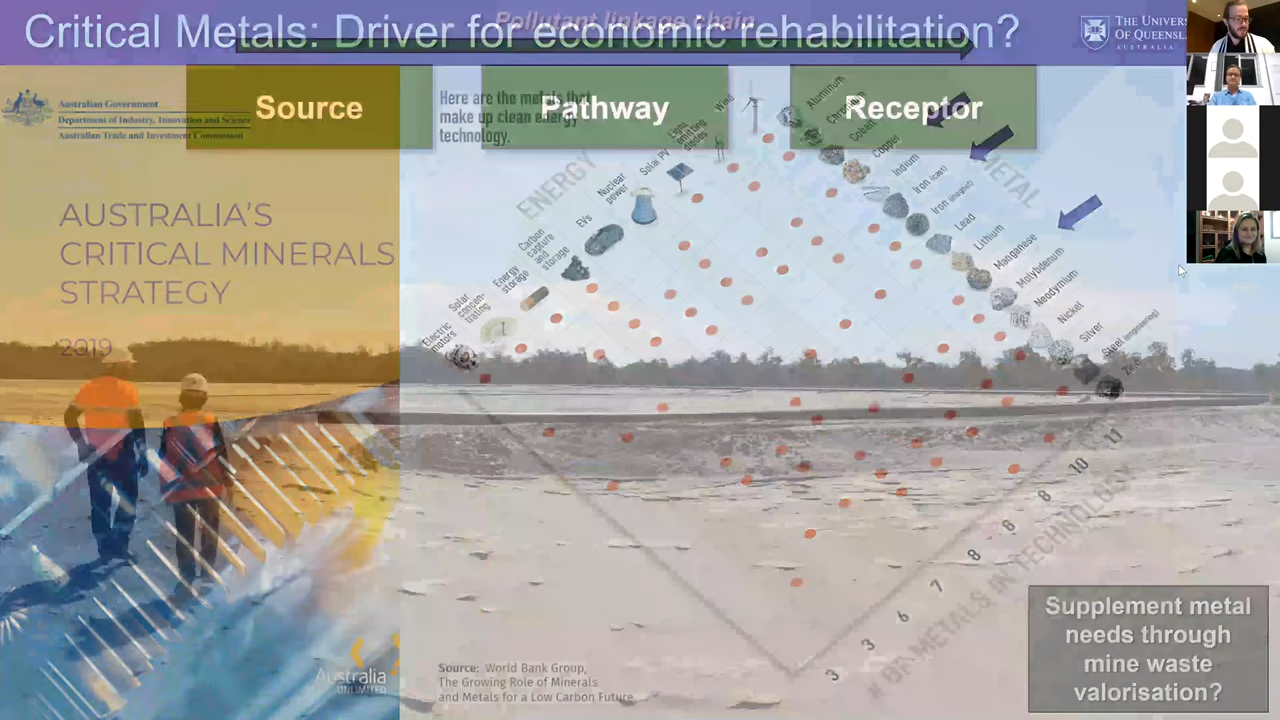 Pollutant linkage chain
Critical Metals: Driver for economic rehabilitation?
THE UNIVERS
OF QUEENSL
AUSTRALIA
Source
Pathway
Receptor
Australian Government
Department of Industry, Innovation and Science
Australian Trade and Investment Commission
AUSTRALIA'S
CRITICAL MINERALS
STRATEGY
2019
Australia
UNLIMITED
Here are the metals that
make up clean energy
technology.
ENERGY
Wind
Light
emitting
diodes
Solar PV
Nuclear
power
EVs
Carbon
capture
and
storage
Energy
storage
Solar
concen-
trating
Electric
motors
METAL
Aluminum
Chromium
Cobalt
Copper
Indium
Iron (cast)
Iron (magnet)
Lead
Lithium
Manganese
Molybdenum
Neodymium
Nickel
Silver
Steel (engineering)
11
10
8
8
8
7
6
3
3
# OF METALS IN TECHNOLOGY
Source: World Bank Group,
The Growing Role of Minerals
and Metals for a Low Carbon Future
Supplement metal
needs through
mine waste
valorisation?